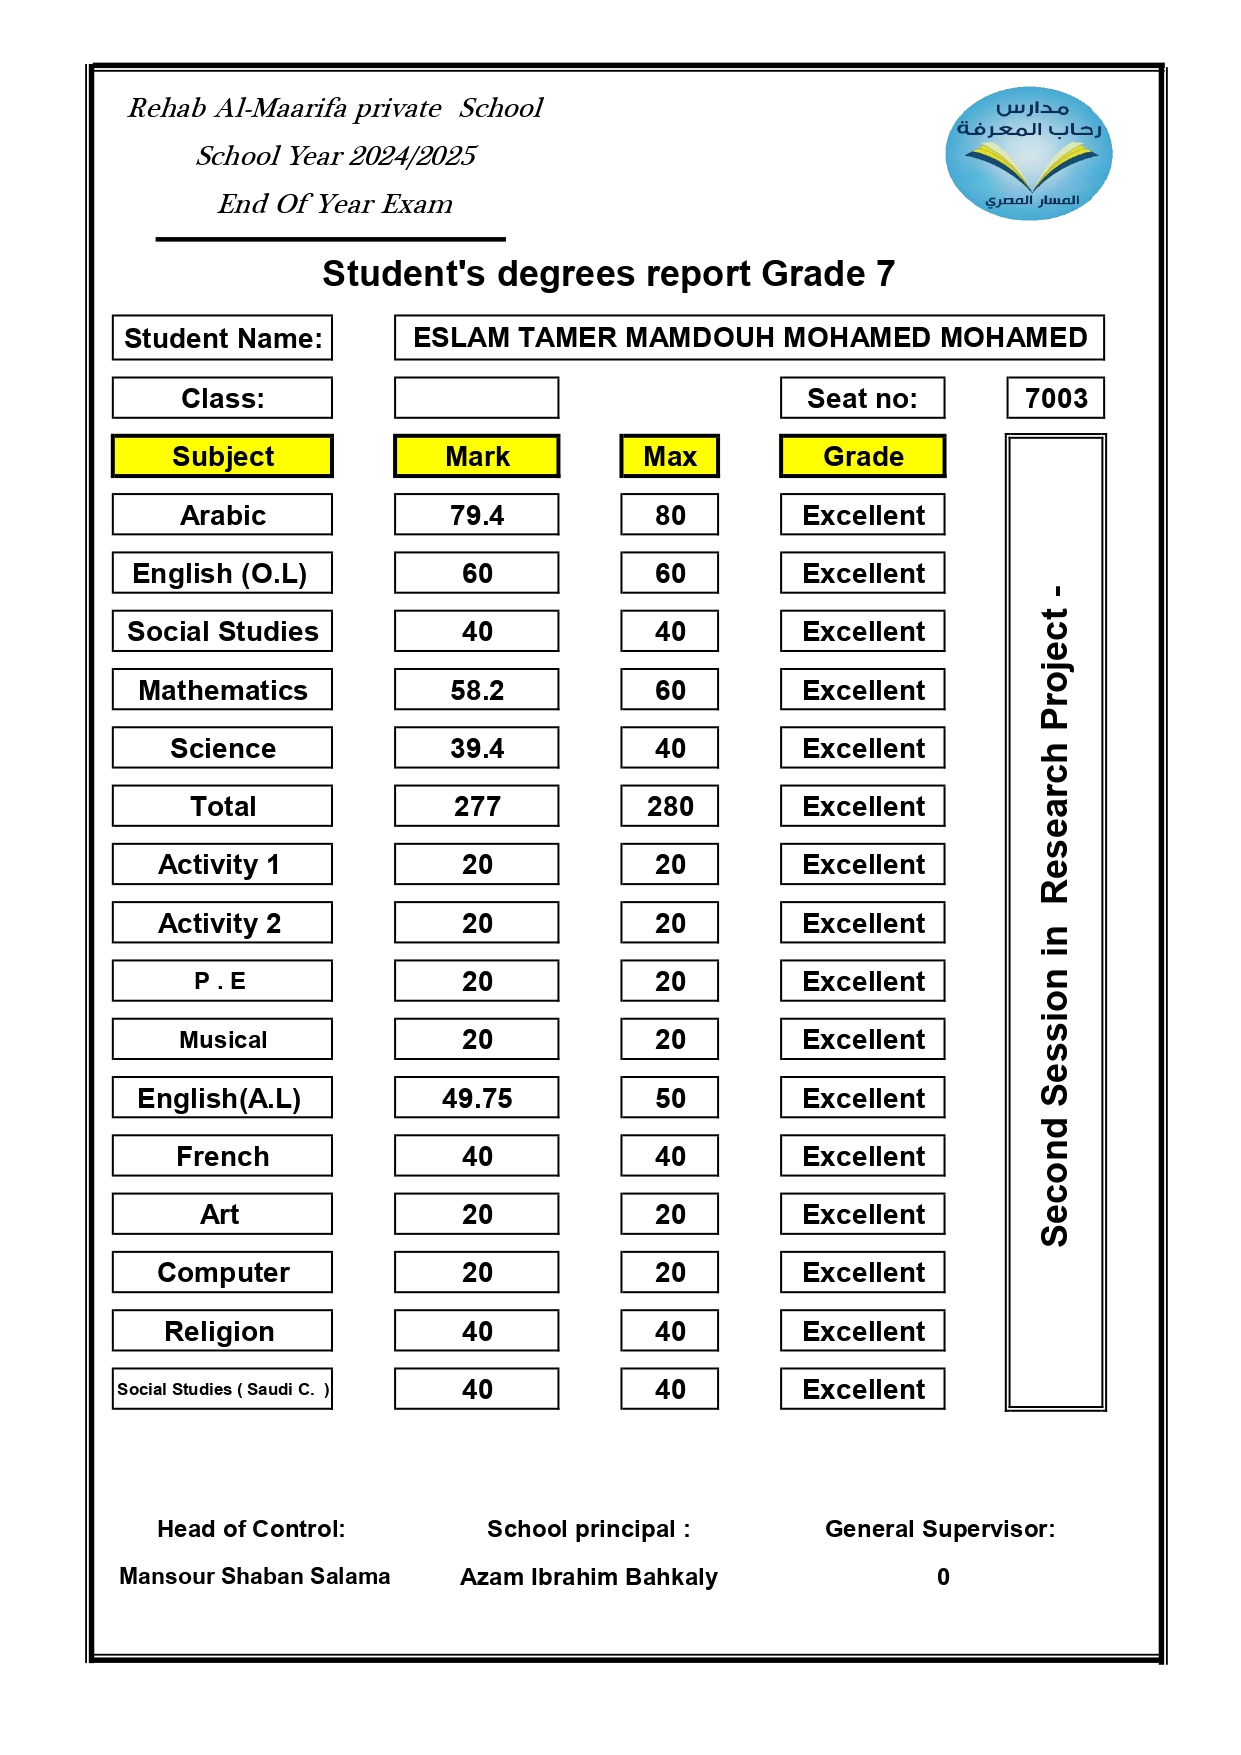 Rehab Al-Maarifa private School
School Year 2024/2025
End Of Year Exam
مدارس
رحاب المعرفة
المسار المصري
Student's degrees report Grade 7
Student Name: ESLAM TAMER MAMDOUH MOHAMED MOHAMED
Class: Seat no: 7003
Subject Mark Max Grade
Arabic 79.4 80 Excellent
English (O.L) 60 60 Excellent
Social Studies 40 40 Excellent
Mathematics 58.2 60 Excellent
Science 39.4 40 Excellent
Total 277 280 Excellent
Activity 1 20 20 Excellent
Activity 2 20 20 Excellent
P . E 20 20 Excellent
Musical 20 20 Excellent
English(A.L) 49.75 50 Excellent
French 40 40 Excellent
Art 20 20 Excellent
Computer 20 20 Excellent
Religion 40 40 Excellent
Social Studies ( Saudi C. ) 40 40 Excellent
Second Session in Research Project -
Head of Control: School principal : General Supervisor:
Mansour Shaban Salama Azam Ibrahim Bahkaly 0